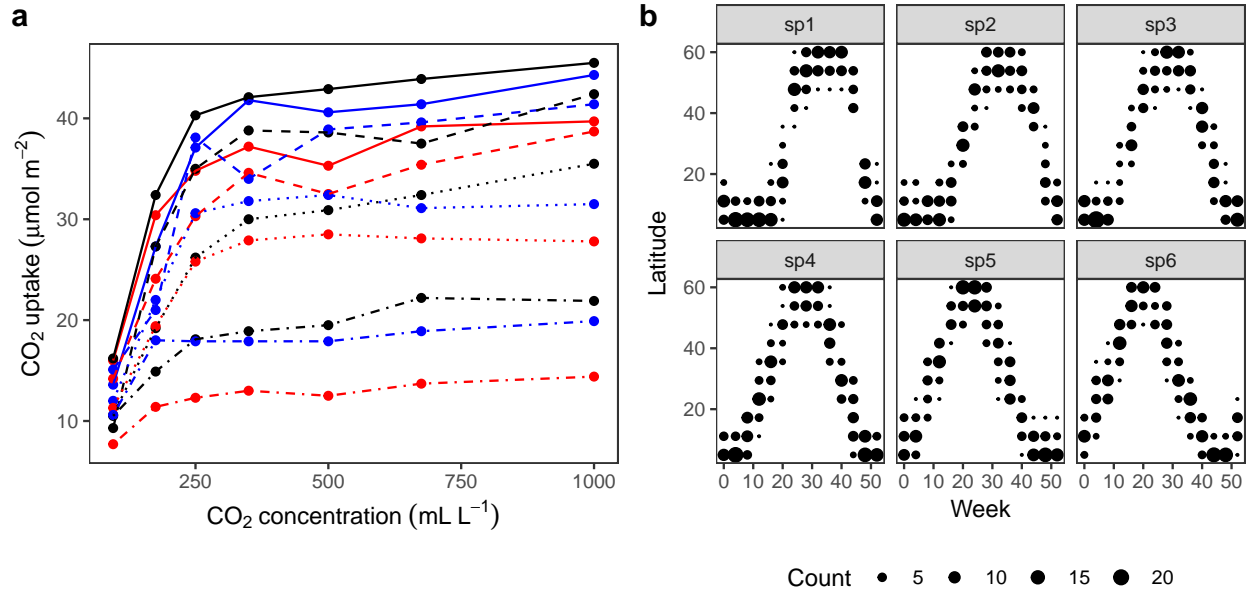 a
CO₂ uptake (μmol m⁻²)
40
30
20
10
250
500
750
1000
CO₂ concentration (mL L⁻¹)
b
sp1
sp2
sp3
60
40
20
sp4
sp5
sp6
60
40
20
Latitude
0 10 20 30 40 50
0 10 20 30 40 50
0 10 20 30 40 50
Week
Count 5 10 15 20